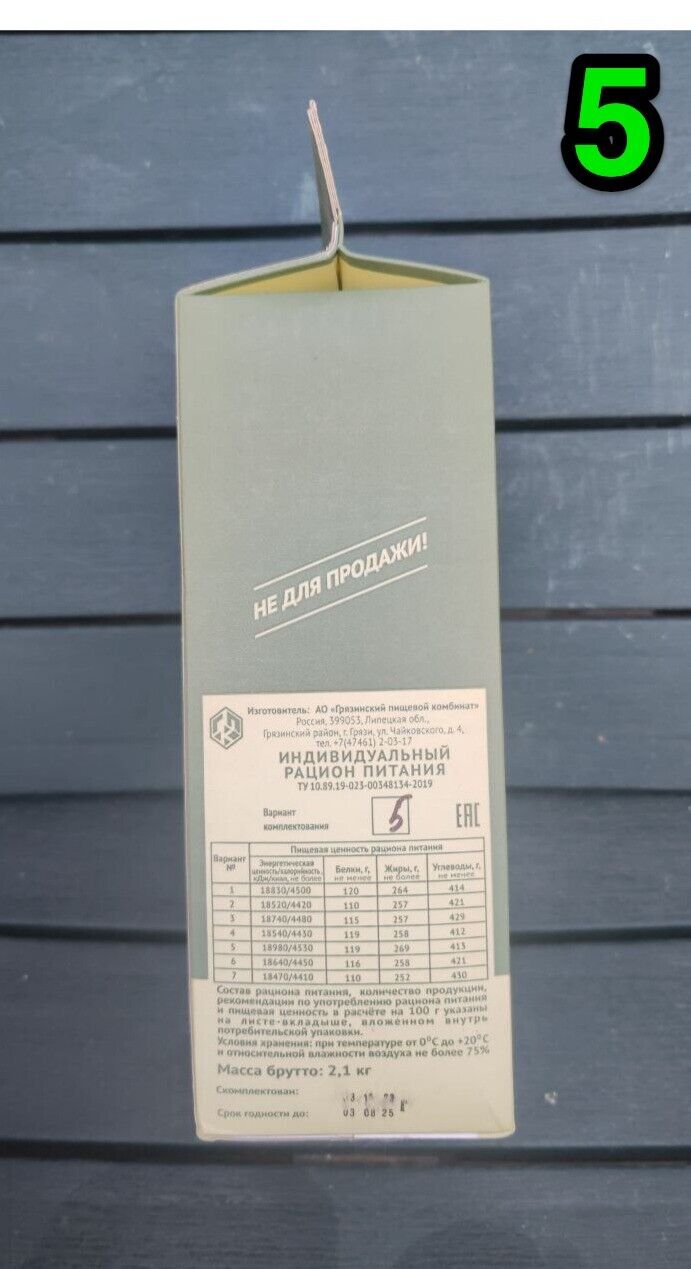 5
НЕ ДЛЯ ПРОДАЖИ!
Изготовитель: АО «Грязинский пищевой комбинат»
Россия, 399053, Липецкая обл.,
Грязинский район, г. Грязи, ул. Чайковского, д. 4,
тел. +7(47461) 2-03-17
ИНДИВИДУАЛЬНЫЙ
РАЦИОН ПИТАНИЯ
ТУ 10.89.19-023-00348134-2019
Вариант
комплектования
5
EAC
Вариант №
Пищевая ценность рациона питания
Энергетическая ценность/калорийность, кДж/ккал, не более
Белки, г, не менее
Жиры, г, не более
Углеводы, г, не менее
1 18830/4500 120 264 414
2 18520/4420 110 257 421
3 18740/4480 115 257 429
4 18540/4430 119 258 412
5 18980/4530 119 269 413
6 18640/4450 116 258 421
7 18470/4410 110 252 430
Состав рациона питания, количество продукции,
рекомендации по употреблению рациона питания
и пищевая ценность в расчёте на 100 г указаны
на листе-вкладыше, вложенном внутрь
потребительской упаковки.
Условия хранения: при температуре от 0°С до +20°С
и относительной влажности воздуха не более 75%
Масса брутто: 2,1 кг
Скомплектован:
Срок годности до: 03 08 25